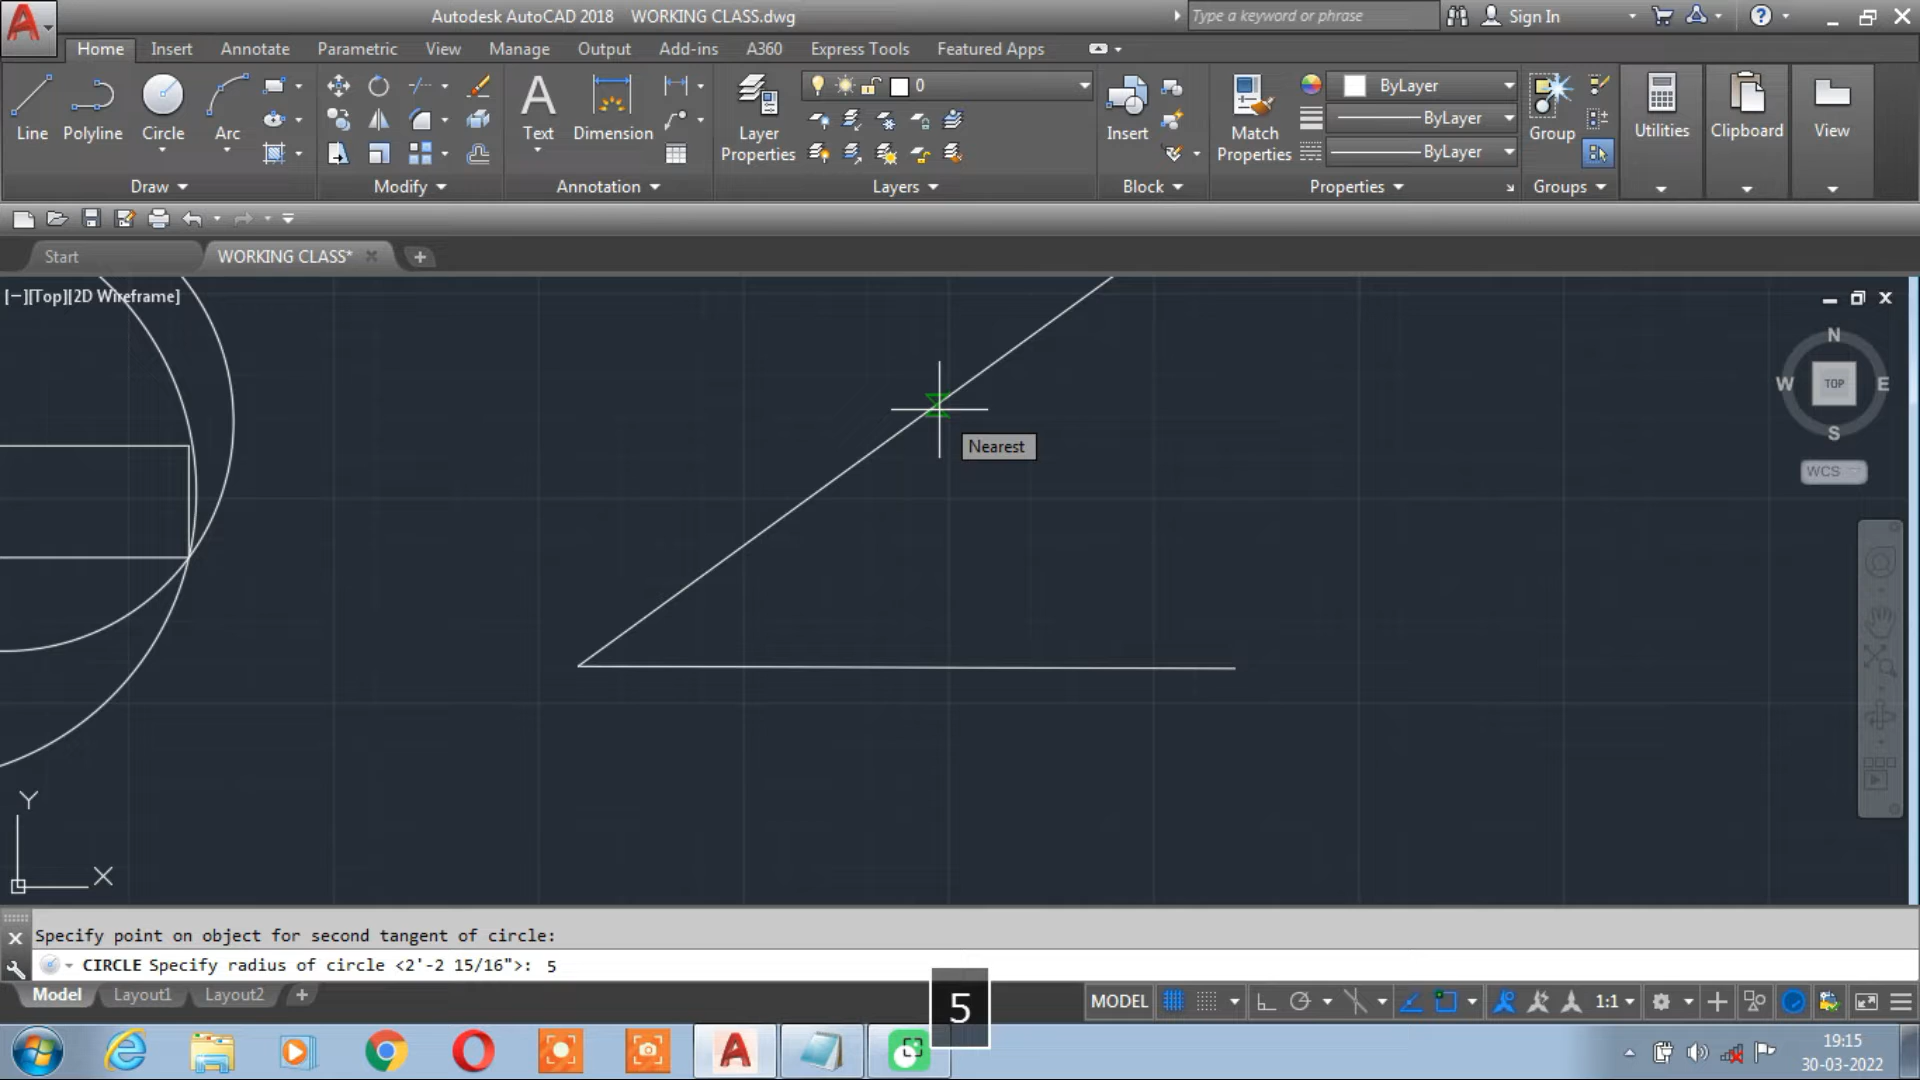 Autodesk AutoCAD 2018 WORKING CLASS.dwg
Type a keyword or phrase
Sign In
Home Insert Annotate Parametric View Manage Output Add-ins A360 Express Tools Featured Apps
0
ByLayer
ByLayer
ByLayer
Line Polyline Circle Arc
A Text Dimension
Layer Properties
Insert
Match Properties
Group
Utilities
Clipboard
View
Draw Modify Annotation Layers Block Properties Groups
Start WORKING CLASS*
[−][Top][2D Wireframe]
N
W TOP E
S
WCS
Nearest
Y
X
Specify point on object for second tangent of circle:
CIRCLE Specify radius of circle <2'-2 15/16">: 5
Model Layout1 Layout2
5
MODEL
1:1
19:15
30-03-2022